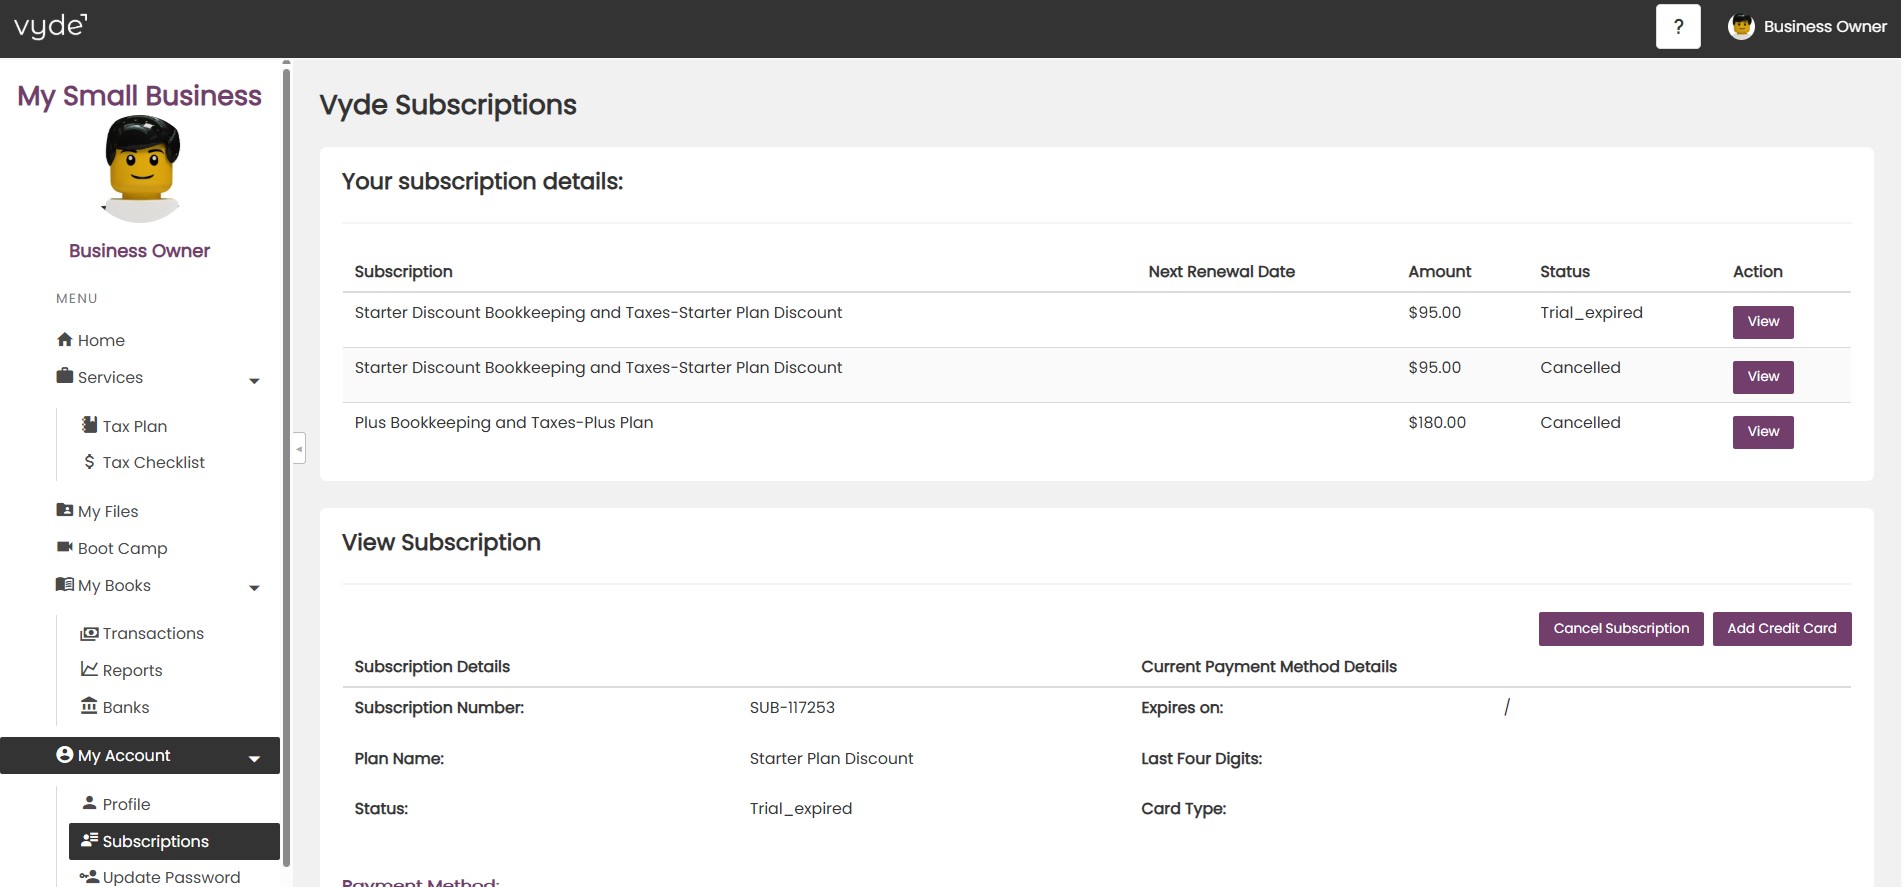 vyde
?
Business Owner
My Small Business
Business Owner
MENU
Home
Services
Tax Plan
Tax Checklist
My Files
Boot Camp
My Books
Transactions
Reports
Banks
My Account
Profile
Subscriptions
Update Password
Vyde Subscriptions
Your subscription details:
Subscription Next Renewal Date Amount Status Action
Starter Discount Bookkeeping and Taxes-Starter Plan Discount $95.00 Trial_expired View
Starter Discount Bookkeeping and Taxes-Starter Plan Discount $95.00 Cancelled View
Plus Bookkeeping and Taxes-Plus Plan $180.00 Cancelled View
View Subscription
Cancel Subscription Add Credit Card
Subscription Details Current Payment Method Details
Subscription Number: SUB-117253 Expires on: /
Plan Name: Starter Plan Discount Last Four Digits:
Status: Trial_expired Card Type:
Payment Method: